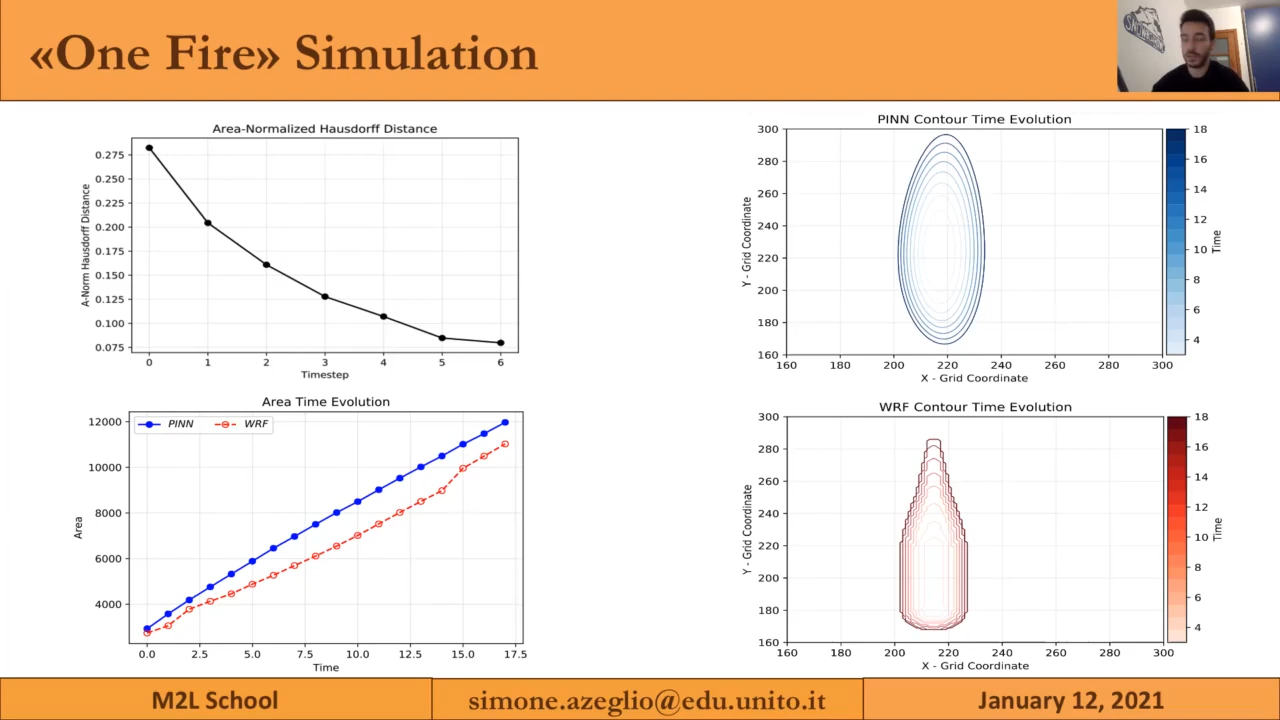 «One Fire» Simulation
Area-Normalized Hausdorff Distance
0.275
0.250
0.225
0.200
0.175
0.150
0.125
0.100
0.075
A-Norm Hausdorff Distance
0 1 2 3 4 5 6
Timestep
PINN Contour Time Evolution
300
280
260
240
220
200
180
160
Y - Grid Coordinate
160 180 200 220 240 260 280 300
X - Grid Coordinate
18
16
14
12
10
8
6
4
Time
Area Time Evolution
PINN WRF
12000
10000
8000
6000
4000
Area
0.0 2.5 5.0 7.5 10.0 12.5 15.0 17.5
Time
WRF Contour Time Evolution
300
280
260
240
220
200
180
160
Y - Grid Coordinate
160 180 200 220 240 260 280 300
X - Grid Coordinate
18
16
14
12
10
8
6
4
Time
M2L School
simone.azeglio@edu.unito.it
January 12, 2021